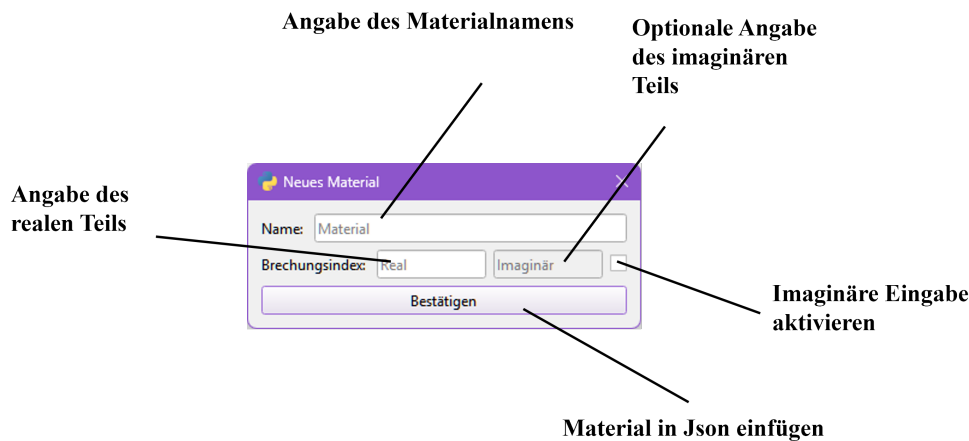 Angabe des Materialnamens
Optionale Angabe
des imaginären
Teils
Angabe des
realen Teils
Neues Material
Name:
Material
Brechungsindex:
Real
Imaginär
Bestätigen
Imaginäre Eingabe
aktivieren
Material in Json einfügen